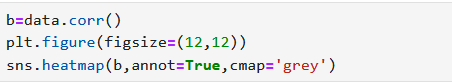 b=data.corr()
plt.figure(figsize=(12,12))
sns.heatmap(b,annot=True,cmap='grey')